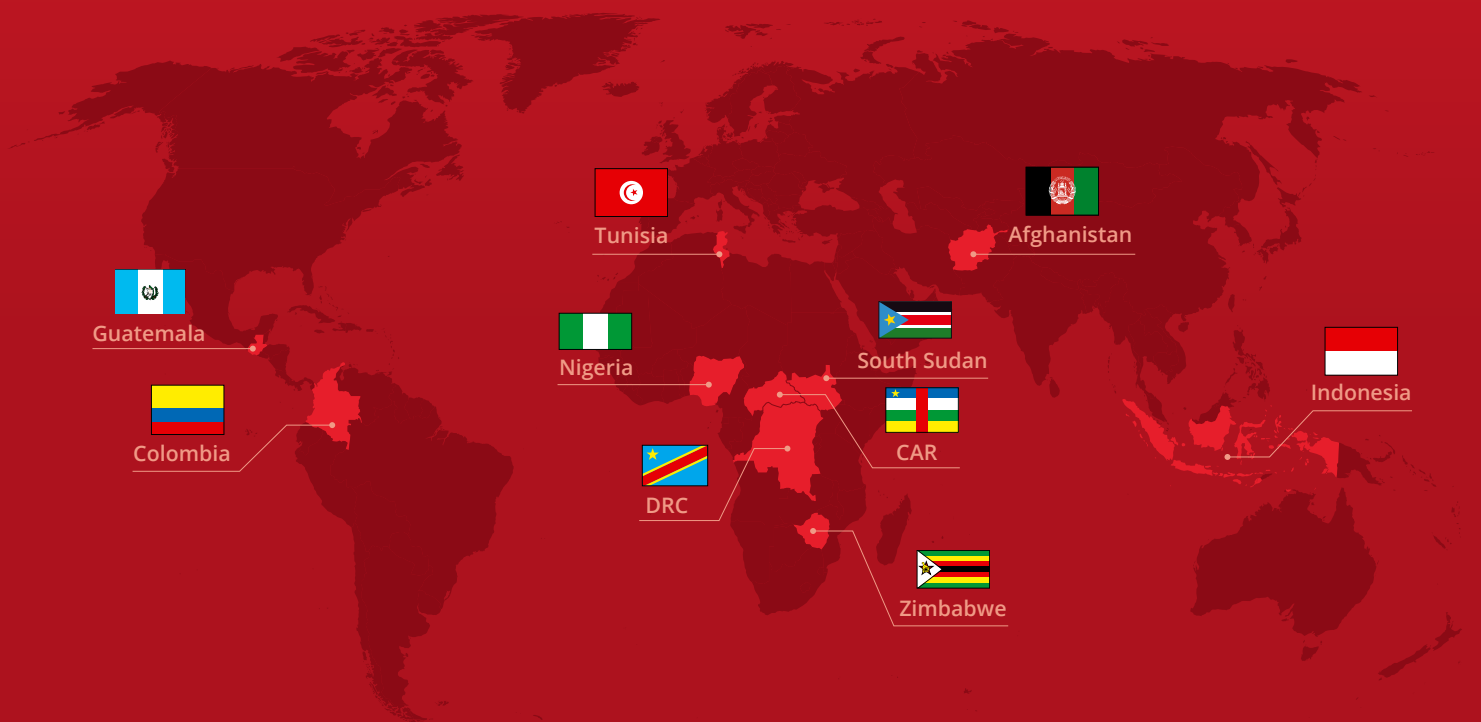 Tunisia
Afghanistan
Guatemala
Nigeria
South Sudan
Indonesia
Colombia
CAR
DRC
Zimbabwe